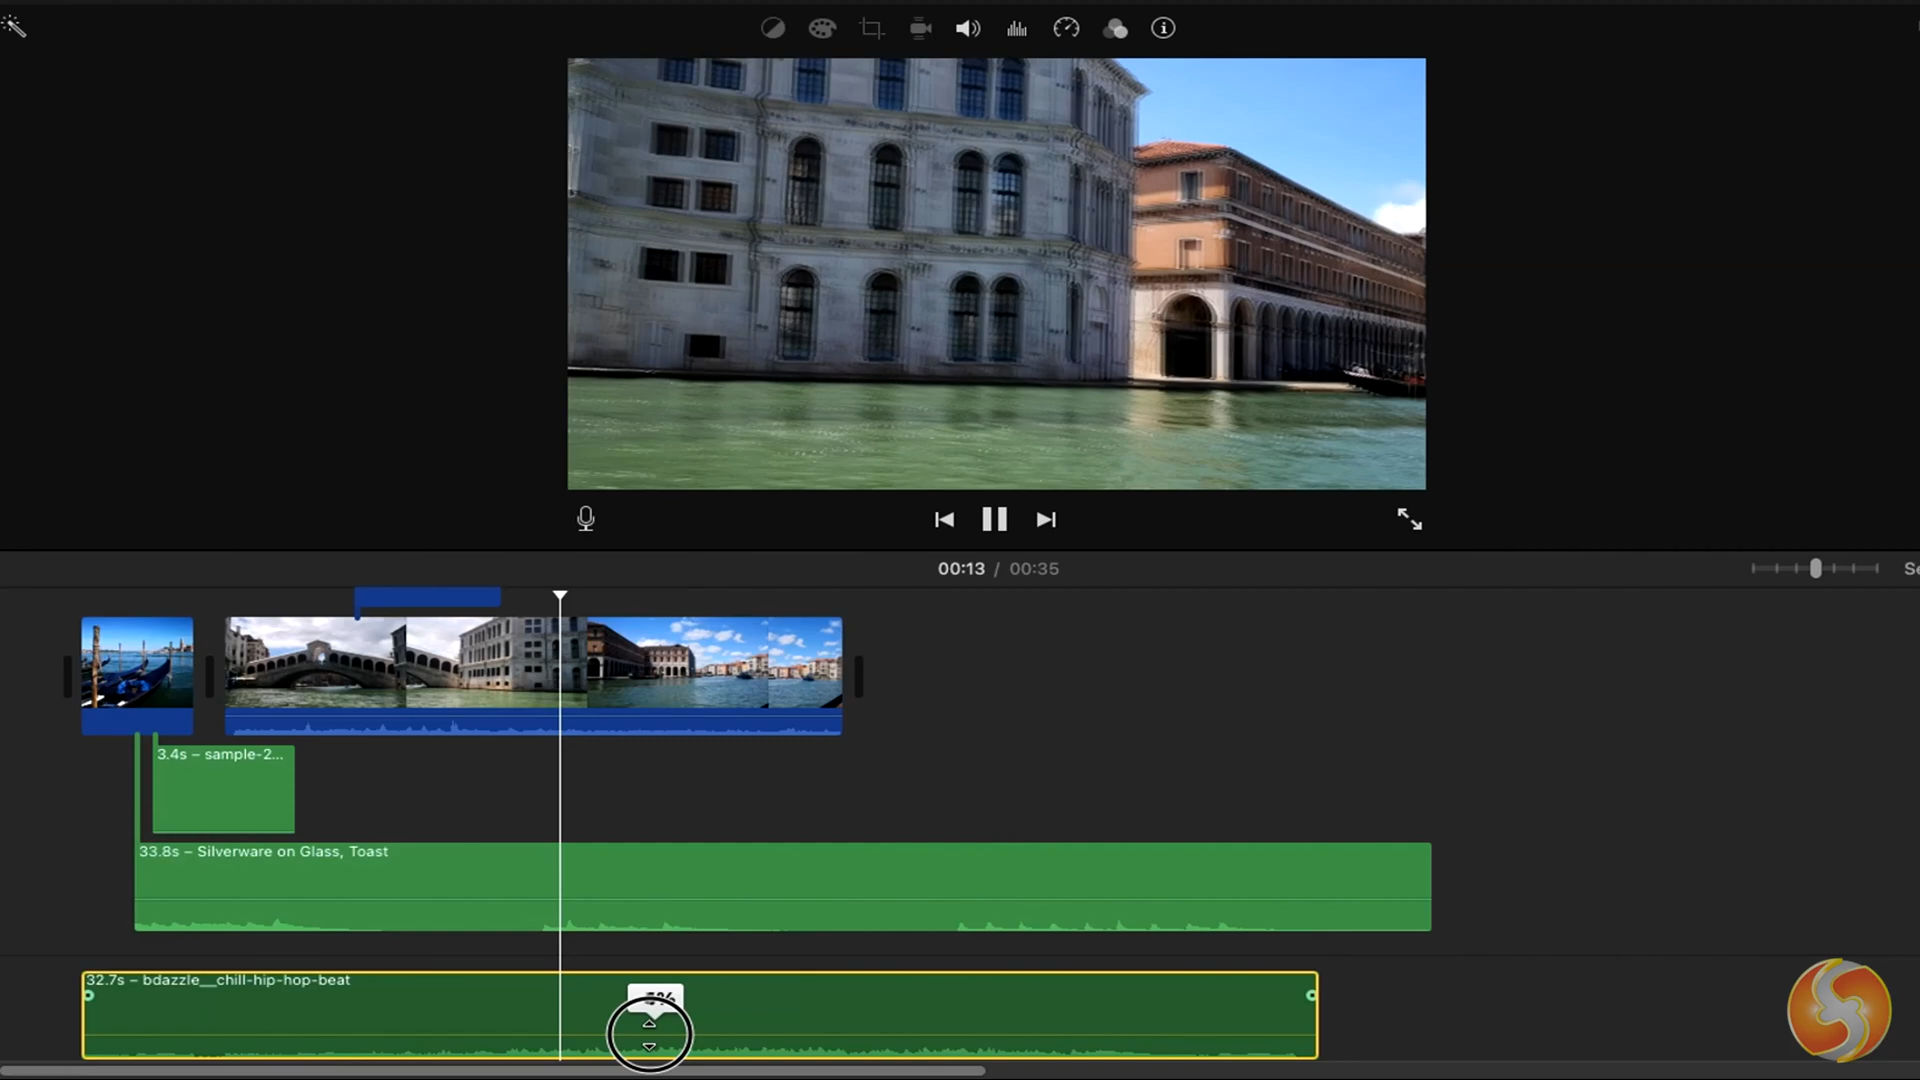 00:13 / 00:35
3.4s – sample-2...
33.8s – Silverware on Glass, Toast
32.7s – bdazzle__chill-hip-hop-beat